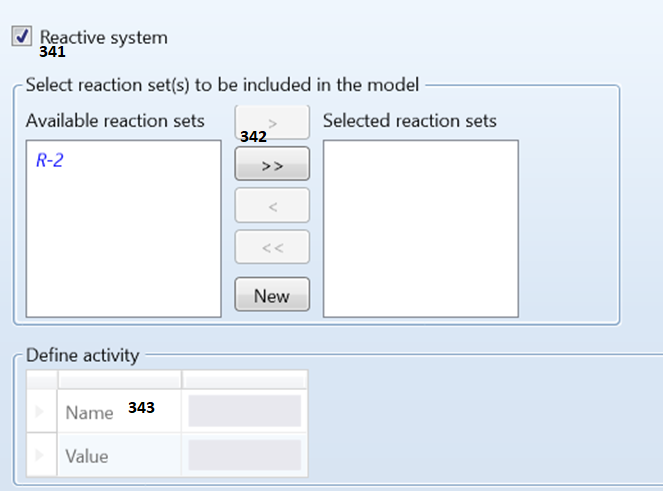 Reactive system
341
Select reaction set(s) to be included in the model
Available reaction sets
>
Selected reaction sets
342
R-2
>>
<
<<
New
Define activity
Name
343
Value